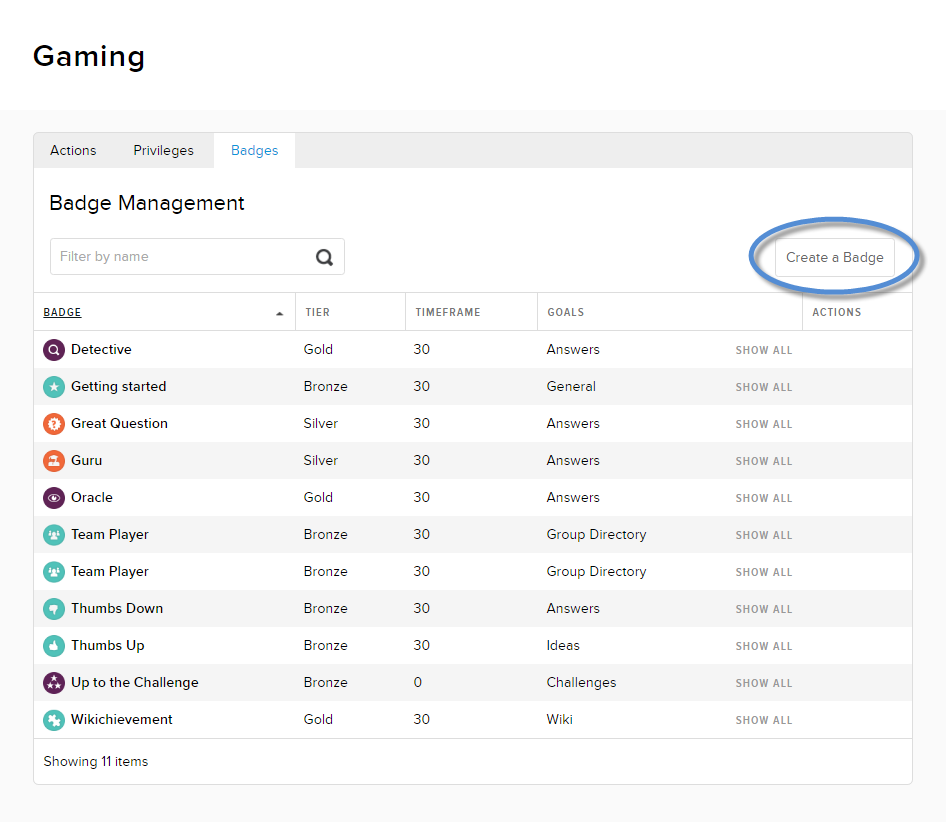 Gaming
Actions Privileges Badges
Badge Management
Filter by name Create a Badge
BADGE TIER TIMEFRAME GOALS ACTIONS
Detective Gold 30 Answers SHOW ALL
Getting started Bronze 30 General SHOW ALL
Great Question Silver 30 Answers SHOW ALL
Guru Silver 30 Answers SHOW ALL
Oracle Gold 30 Answers SHOW ALL
Team Player Bronze 30 Group Directory SHOW ALL
Team Player Bronze 30 Group Directory SHOW ALL
Thumbs Down Bronze 30 Answers SHOW ALL
Thumbs Up Bronze 30 Ideas SHOW ALL
Up to the Challenge Bronze 0 Challenges SHOW ALL
Wikichievement Gold 30 Wiki SHOW ALL
Showing 11 items